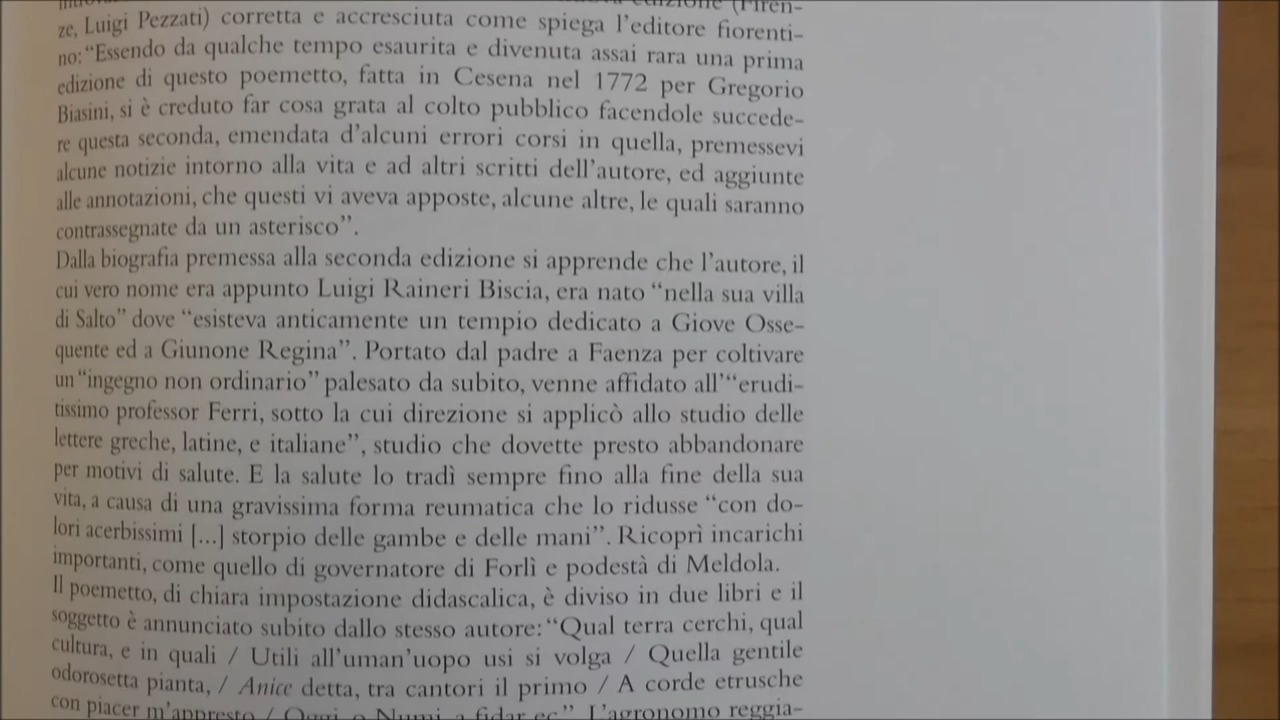 edizione (Firen-
ze, Luigi Pezzati) corretta e accresciuta come spiega l'editore fiorenti-
no: “Essendo da qualche tempo esaurita e divenuta assai rara una prima
edizione di questo poemetto, fatta in Cesena nel 1772 per Gregorio
Biasini, si è creduto far cosa grata al colto pubblico facendole succede-
re questa seconda, emendata d'alcuni errori corsi in quella, premessevi
alcune notizie intorno alla vita e ad altri scritti dell'autore, ed aggiunte
alle annotazioni, che questi vi aveva apposte, alcune altre, le quali saranno
contrassegnate da un asterisco”.
Dalla biografia premessa alla seconda edizione si apprende che l'autore, il
cui vero nome era appunto Luigi Raineri Biscia, era nato “nella sua villa
di Salto” dove “esisteva anticamente un tempio dedicato a Giove Osse-
quente ed a Giunone Regina”. Portato dal padre a Faenza per coltivare
un “ingegno non ordinario” palesato da subito, venne affidato all'“erudi-
tissimo professor Ferri, sotto la cui direzione si applicò allo studio delle
lettere greche, latine, e italiane”, studio che dovette presto abbandonare
per motivi di salute. E la salute lo tradì sempre fino alla fine della sua
vita, a causa di una gravissima forma reumatica che lo ridusse “con do-
lori acerbissimi [...] storpio delle gambe e delle mani”. Ricoprì incarichi
importanti, come quello di governatore di Forlì e podestà di Meldola.
Il poemetto, di chiara impostazione didascalica, è diviso in due libri e il
soggetto è annunciato subito dallo stesso autore: “Qual terra cerchi, qual
cultura, e in quali / Utili all'uman'uopo usi si volga / Quella gentile
odorosetta pianta, / Anice detta, tra cantori il primo / A corde etrusche
con piacer m'appresto / Oggi, o Numi, a fidar ec”. L'agronomo reggia-